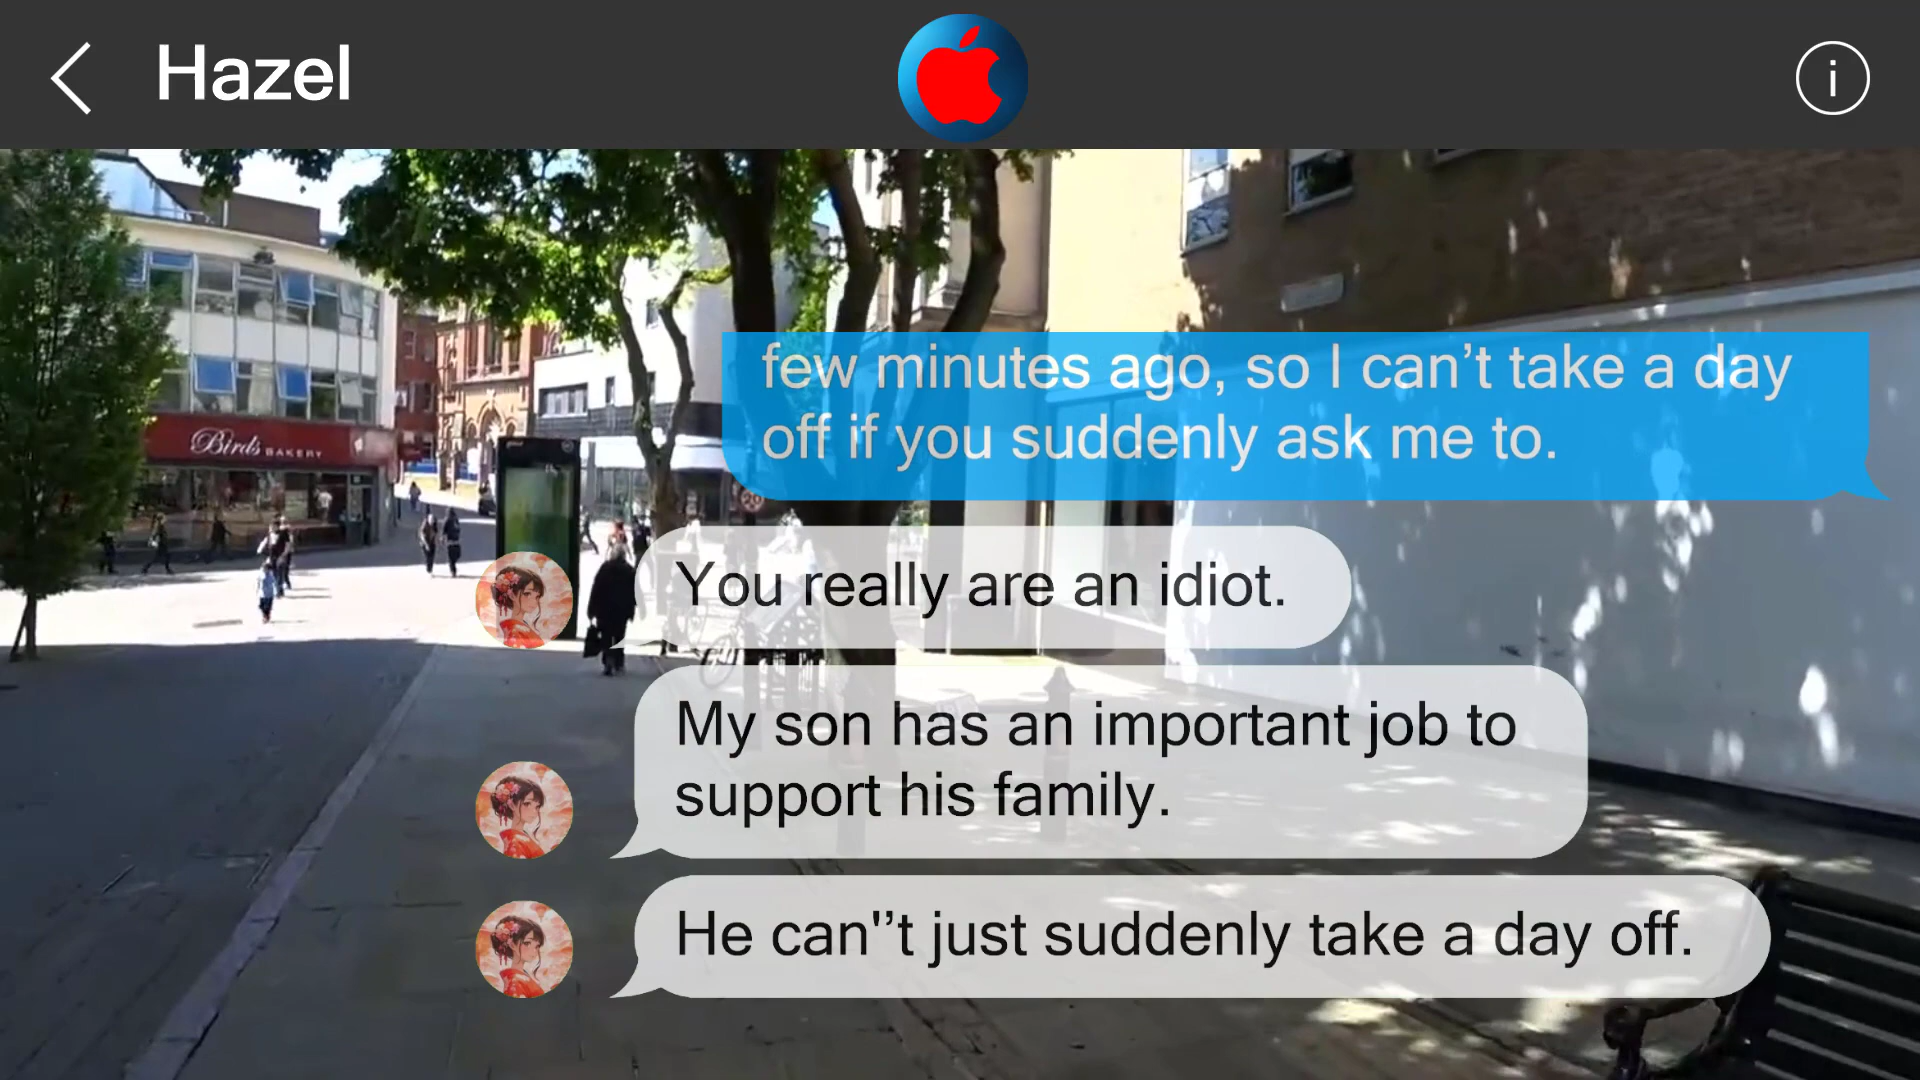 Hazel
i
Birds BAKERY
few minutes ago, so I can’t take a day
off if you suddenly ask me to.
20
You really are an idiot.
My son has an important job to
support his family.
He can"’t just suddenly take a day off.